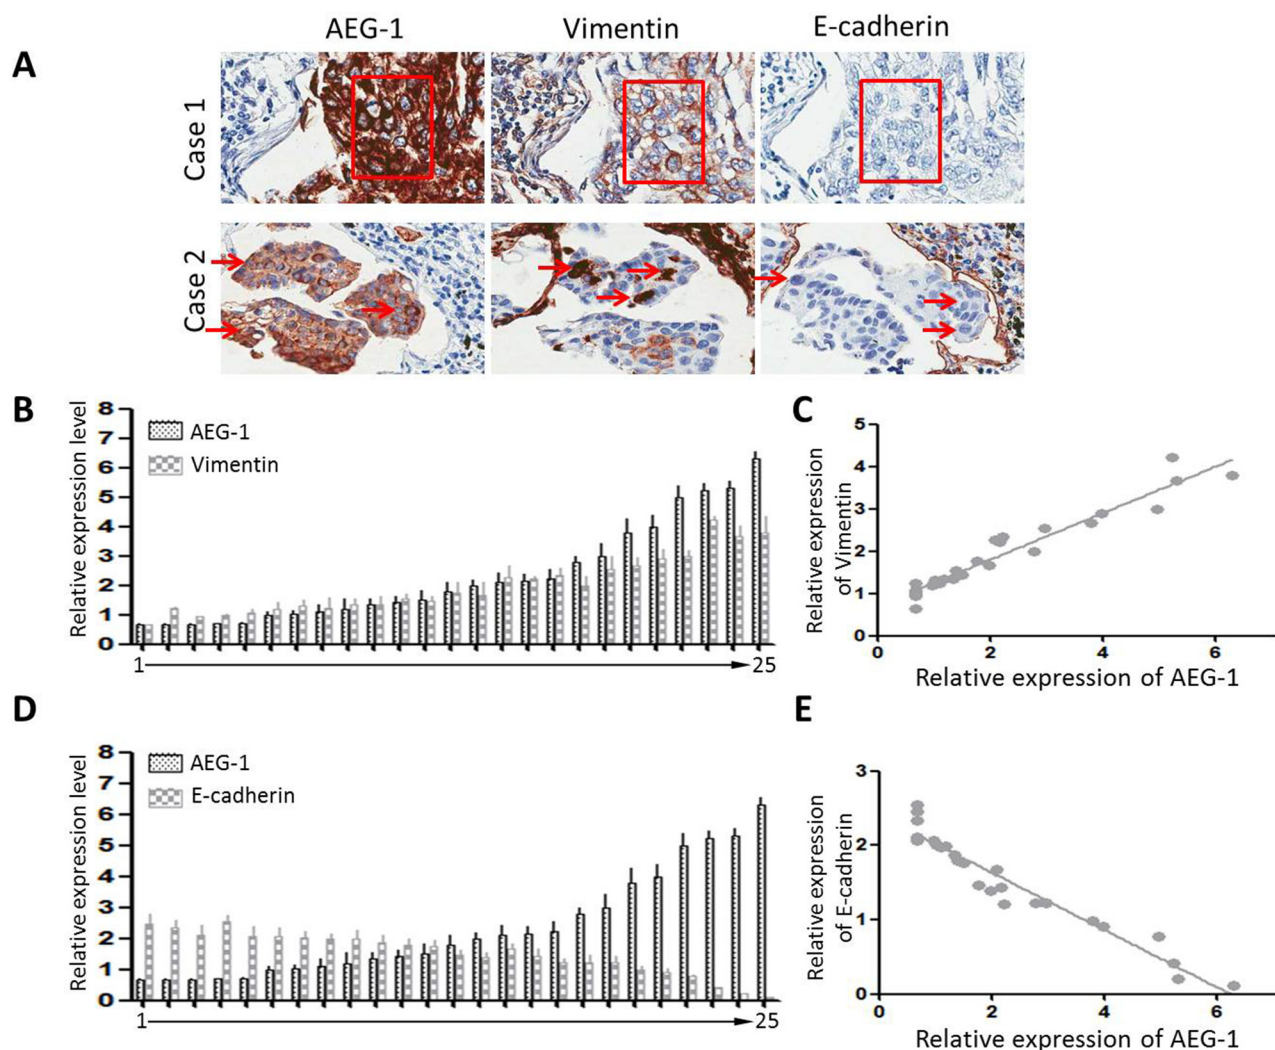 AEG-1 Vimentin E-cadherin
A
Case 1
Case 2
B
Relative expression level
8
7
6
5
4
3
2
1
0
AEG-1
Vimentin
1 25
C
Relative expression
of Vimentin
5
4
3
2
1
0
0 2 4 6
Relative expression of AEG-1
D
Relative expression level
8
7
6
5
4
3
2
1
0
AEG-1
E-cadherin
1 25
E
Relative expression
of E-cadherin
3
2
1
0
0 2 4 6
Relative expression of AEG-1